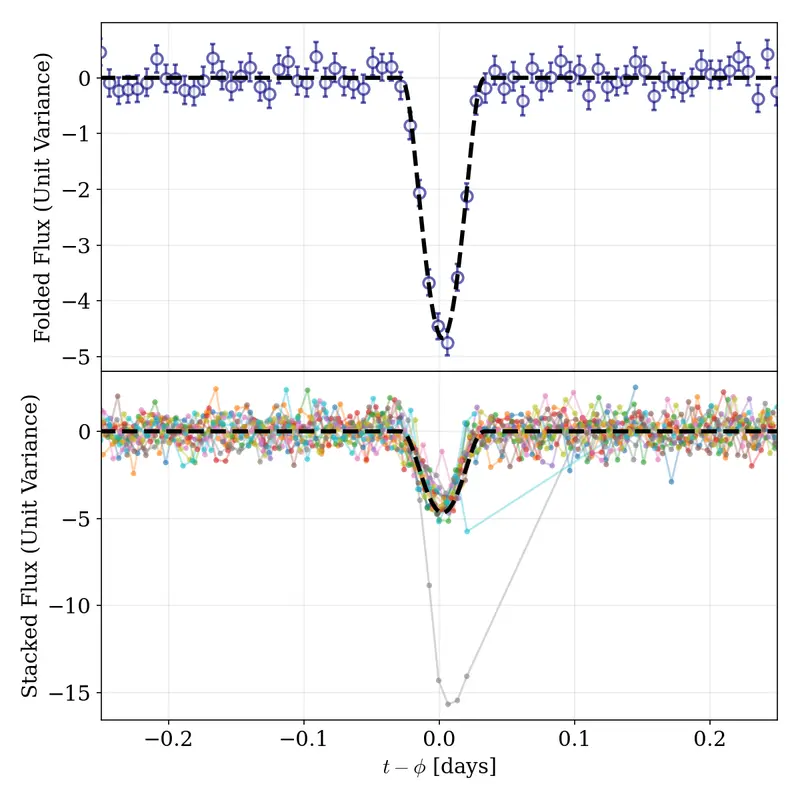 Folded Flux (Unit Variance)
0
−1
−2
−3
−4
−5
Stacked Flux (Unit Variance)
0
−5
−10
−15
−0.2 −0.1 0.0 0.1 0.2
t − ϕ [days]